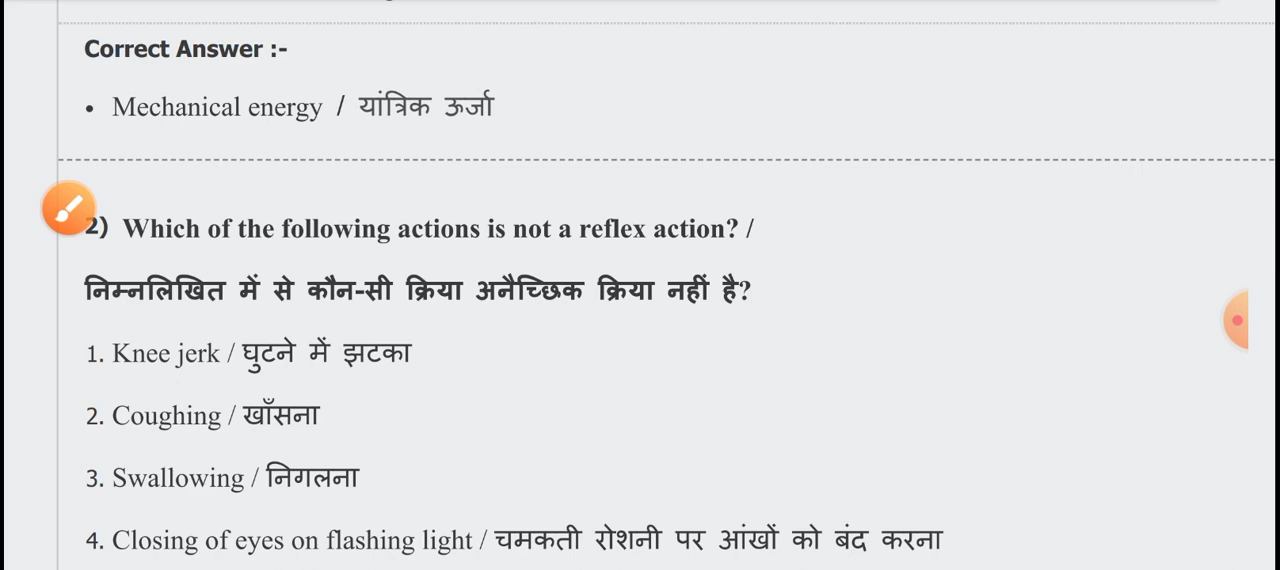 Correct Answer :-
• Mechanical energy / यांत्रिक ऊर्जा
2) Which of the following actions is not a reflex action? /
निम्नलिखित में से कौन-सी क्रिया अनैच्छिक क्रिया नहीं है?
1. Knee jerk / घुटने में झटका
2. Coughing / खाँसना
3. Swallowing / निगलना
4. Closing of eyes on flashing light / चमकती रोशनी पर आंखों को बंद करना